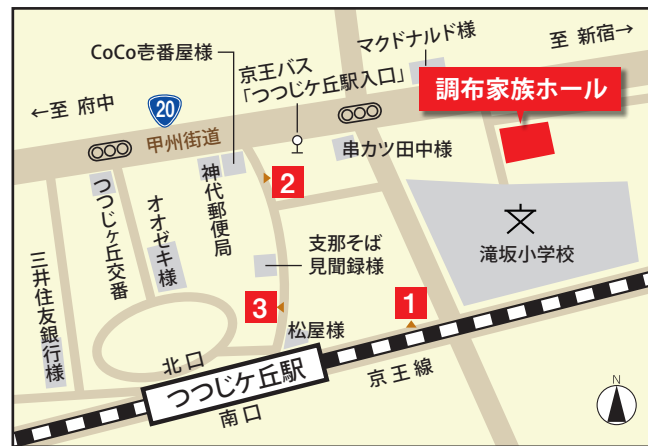 マクドナルド様
至 新宿→
CoCo壱番屋様
京王バス
「つつじケ丘駅入口」
←至 府中
20
甲州街道
調布家族ホール
串カツ田中様
2
つつじヶ丘交番
オオゼキ様
神代郵便局
三井住友銀行様
支那そば
見聞録様
文
滝坂小学校
3
1
松屋様
北口
つつじケ丘駅
南口
京王線
N